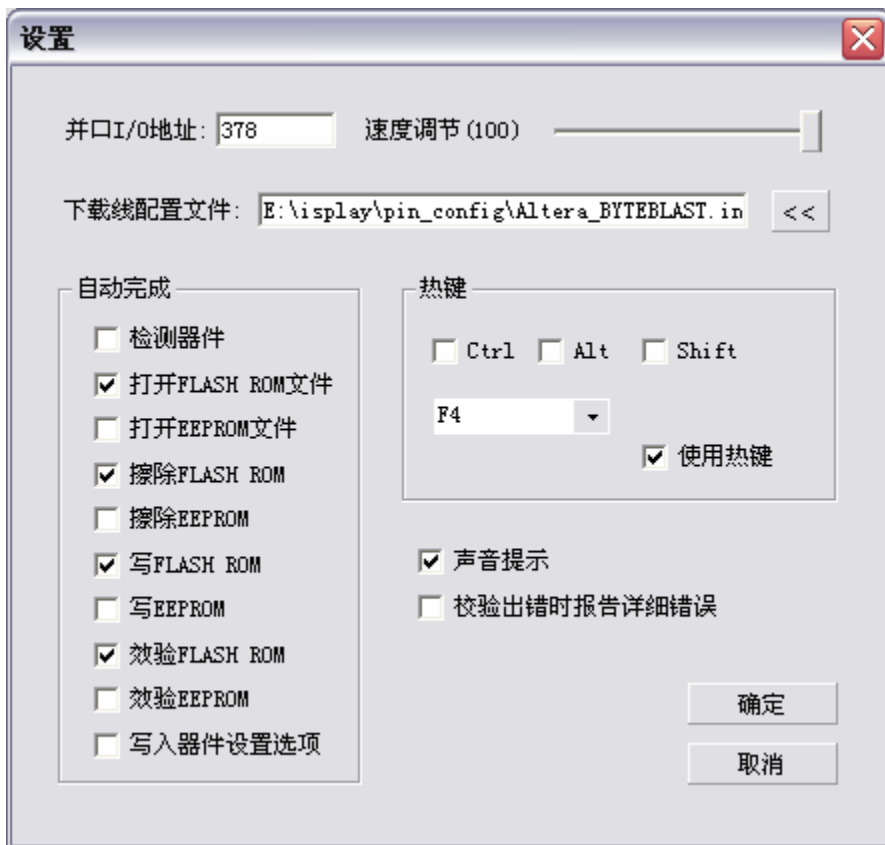 设置
并口I/O地址: 378 速度调节(100)
下载线配置文件: E:\isplay\pin_config\Altera_BYTEBLAST.in <<
自动完成
检测器件
打开FLASH ROM文件
打开EEPROM文件
擦除FLASH ROM
擦除EEPROM
写FLASH ROM
写EEPROM
效验FLASH ROM
效验EEPROM
写入器件设置选项
热键
Ctrl Alt Shift
F4
使用热键
声音提示
校验出错时报告详细错误
确定
取消